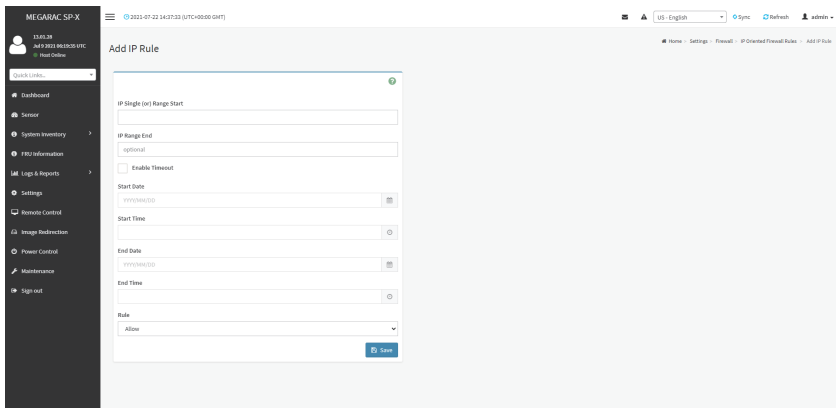 MEGARAC SP-X
2021-07-22 14:37:33 (UTC+00:00 GMT)
US - English
Sync
Refresh
admin
13.01.28
Jul 9 2021 06:19:35 UTC
Host Online
Quick Links...
Dashboard
Sensor
System Inventory
FRU Information
Logs & Reports
Settings
Remote Control
Image Redirection
Power Control
Maintenance
Sign out
Add IP Rule
Home > Settings > Firewall > IP Oriented Firewall Rules > Add IP Rule
IP Single (or) Range Start
IP Range End
optional
Enable Timeout
Start Date
YYY/MM/DD
Start Time
End Date
YYY/MM/DD
End Time
Rule
Allow
Save